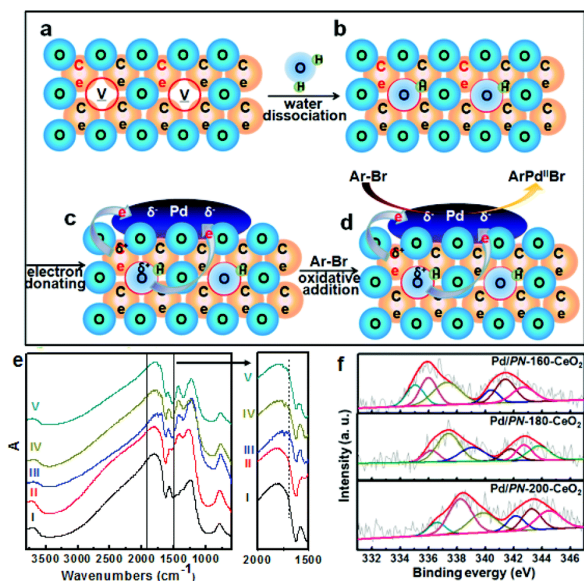 a
b
O O O O O
C C C C
e e e e
V O V O
C C C C
e e e e
O O O O O
H
O
H
water
dissociation
O O O O O
C C C C
e e e e
O H O O H O
C C C C
e e e e
O O O O O
Ar-Br
ArPdᴵᴵBr
c
e δ- Pd δ-
e
d
e δ- Pd δ-
e
O O O O O
δ+
electron
donating
Ar-Br
oxidative
addition
e
V
IV
III
II
I
A
3500 3000 2500 2000 1500 1000
Wavenumbers (cm-1)
V
IV
III
II
I
2000 1500
f
Pd/PN-160-CeO2
Pd/PN-180-CeO2
Pd/PN-200-CeO2
Intensity (a. u.)
331 334 336 338 340 342 344 346
Binding evergy (eV)